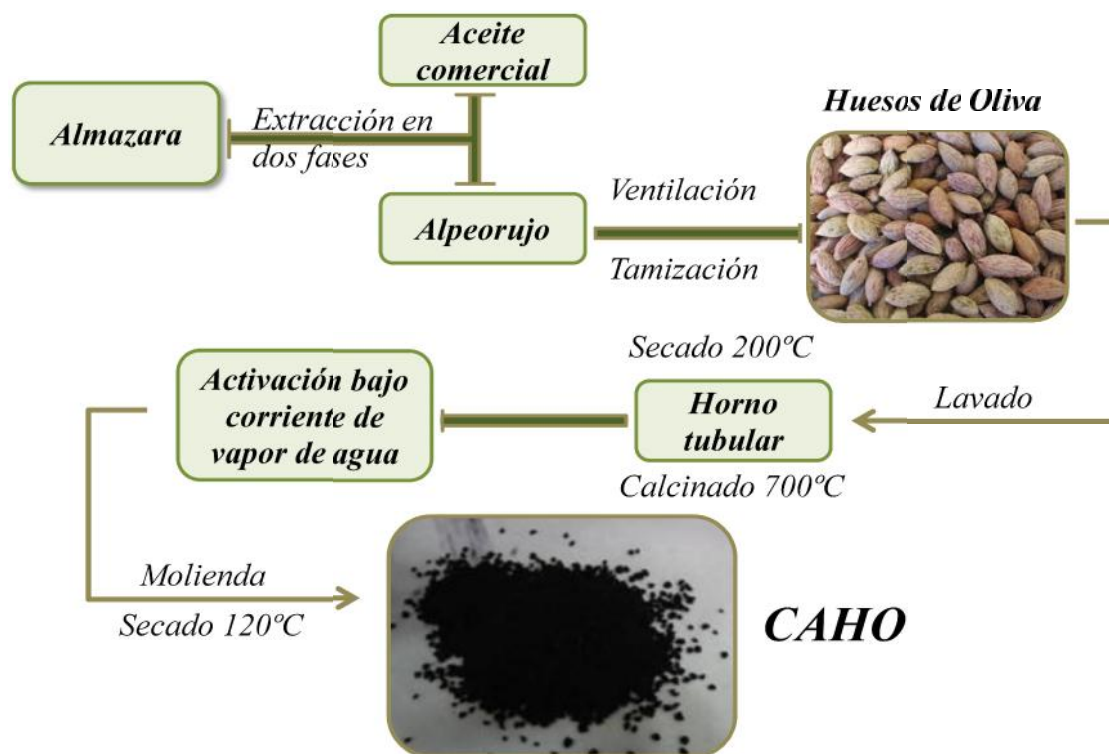 Aceite
comercial
Almazara
Extracción en
dos fases
Alpeorujo
Ventilación
Tamización
Huesos de Oliva
Secado 200ºC
Horno
tubular
Calcinado 700ºC
Lavado
Activación bajo
corriente de
vapor de agua
Molienda
Secado 120ºC
CAHO